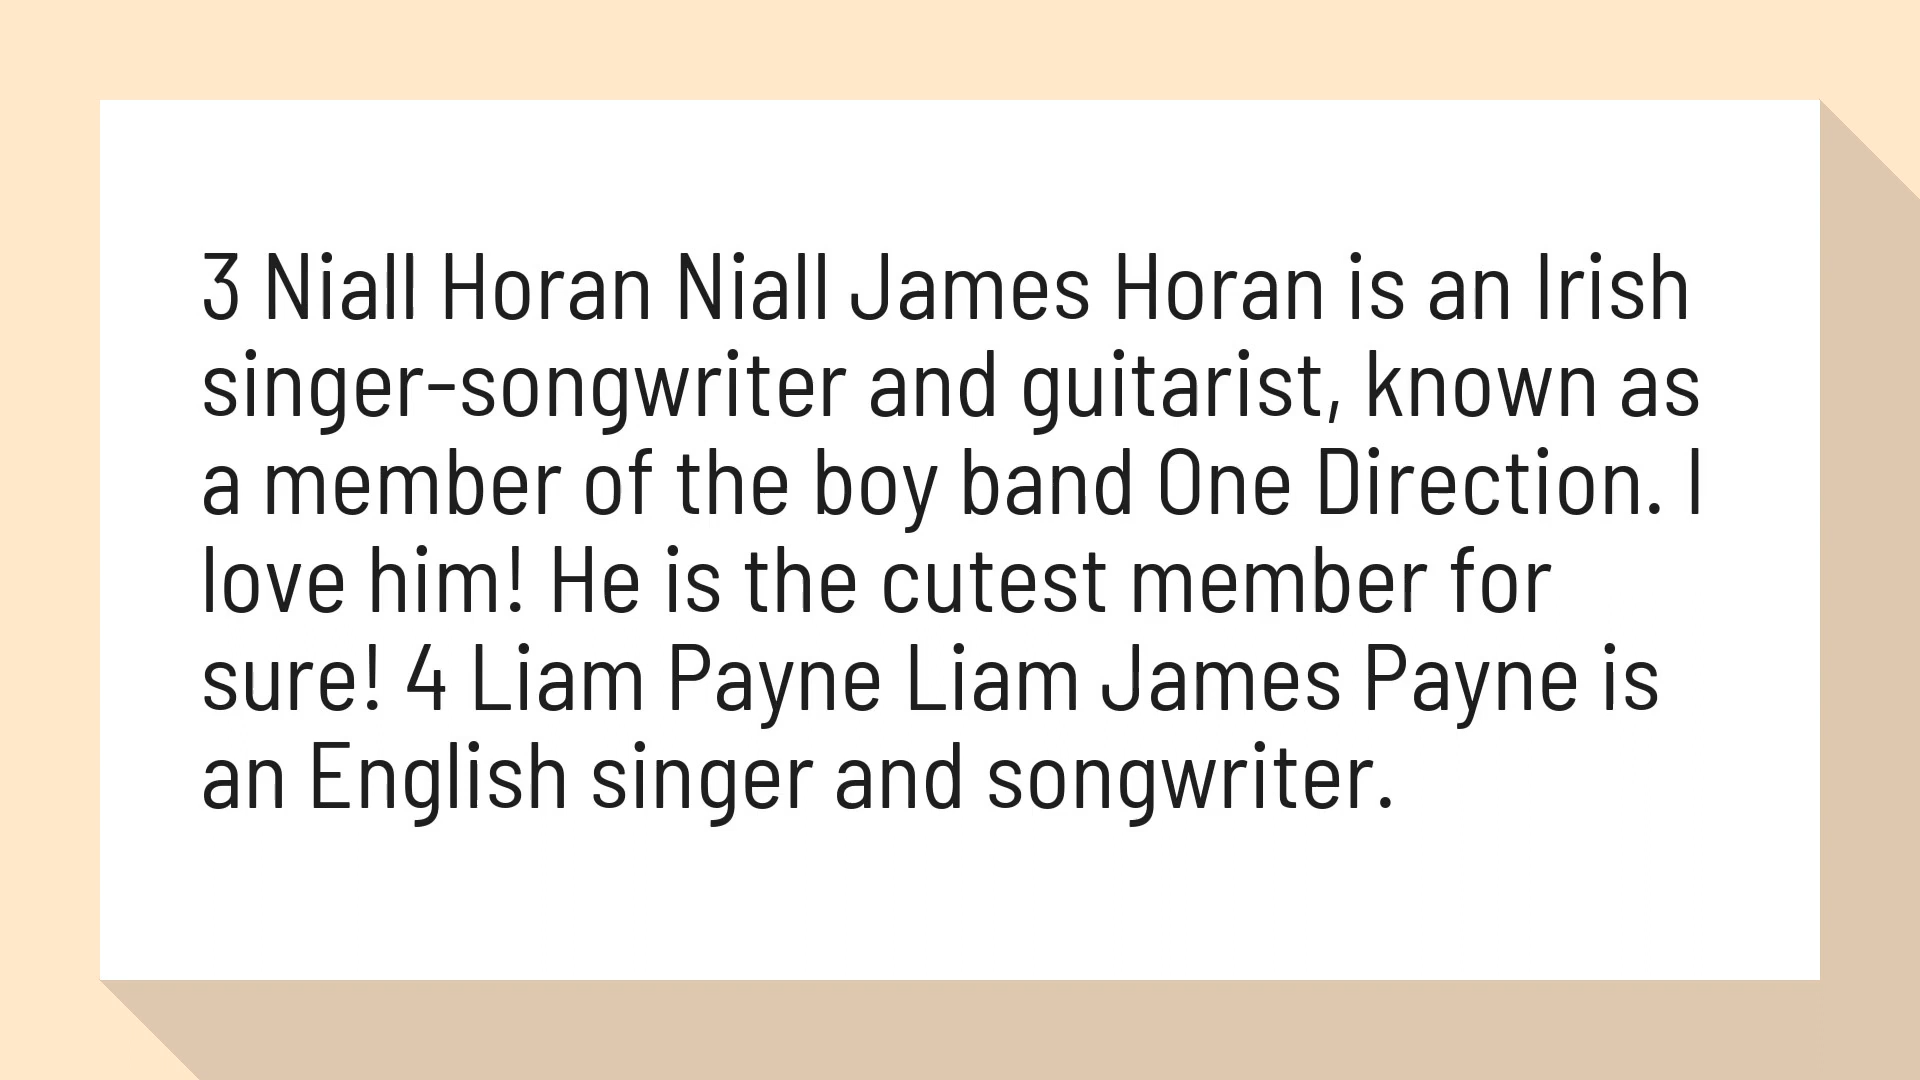 3 Niall Horan Niall James Horan is an Irish
singer-songwriter and guitarist, known as
a member of the boy band One Direction. I
love him! He is the cutest member for
sure! 4 Liam Payne Liam James Payne is
an English singer and songwriter.